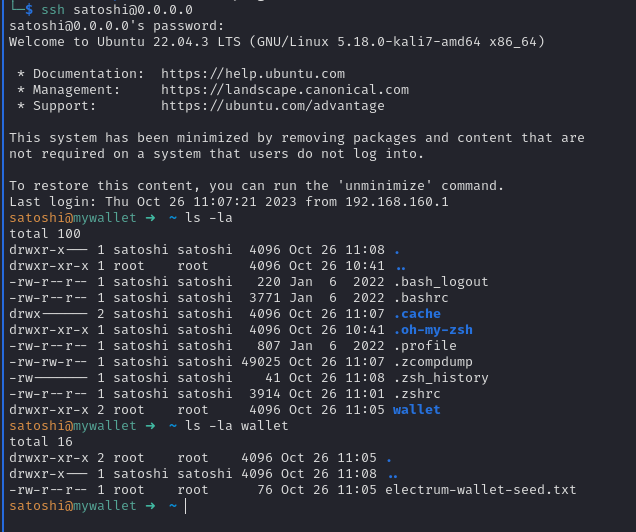 └─$ ssh satoshi@0.0.0.0
satoshi@0.0.0.0's password:
Welcome to Ubuntu 22.04.3 LTS (GNU/Linux 5.18.0-kali7-amd64 x86_64)
* Documentation:  https://help.ubuntu.com
* Management:     https://landscape.canonical.com
* Support:        https://ubuntu.com/advantage
This system has been minimized by removing packages and content that are
not required on a system that users do not log into.
To restore this content, you can run the 'unminimize' command.
Last login: Thu Oct 26 11:07:21 2023 from 192.168.160.1
satoshi@mywallet ➜  ~ ls -la
total 100
drwxr-x--- 1 satoshi satoshi  4096 Oct 26 11:08 .
drwxr-xr-x 1 root    root     4096 Oct 26 10:41 ..
-rw-r--r-- 1 satoshi satoshi   220 Jan  6  2022 .bash_logout
-rw-r--r-- 1 satoshi satoshi  3771 Jan  6  2022 .bashrc
drwx------ 2 satoshi satoshi  4096 Oct 26 11:07 .cache
drwxr-xr-x 1 satoshi satoshi  4096 Oct 26 10:41 .oh-my-zsh
-rw-r--r-- 1 satoshi satoshi   807 Jan  6  2022 .profile
-rw-rw-r-- 1 satoshi satoshi 49025 Oct 26 11:07 .zcompdump
-rw------- 1 satoshi satoshi    41 Oct 26 11:08 .zsh_history
-rw-r--r-- 1 satoshi satoshi  3914 Oct 26 11:01 .zshrc
drwxr-xr-x 2 root    root     4096 Oct 26 11:05 wallet
satoshi@mywallet ➜  ~ ls -la wallet
total 16
drwxr-xr-x 2 root    root    4096 Oct 26 11:05 .
drwxr-x--- 1 satoshi satoshi 4096 Oct 26 11:08 ..
-rw-r--r-- 1 root    root      76 Oct 26 11:05 electrum-wallet-seed.txt
satoshi@mywallet ➜  ~